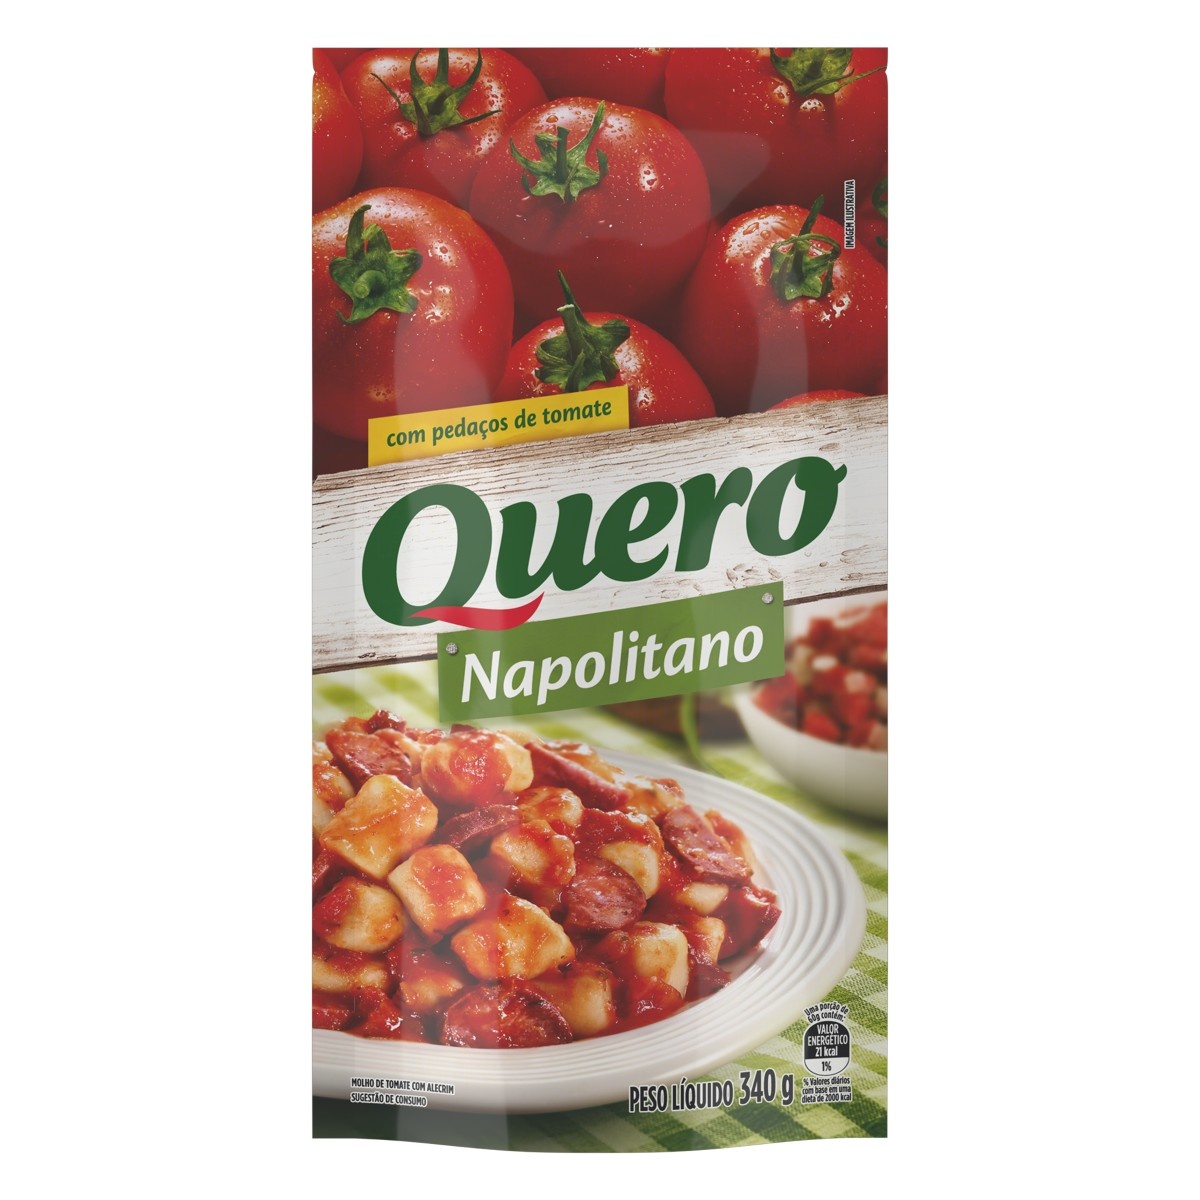 IMAGEM ILUSTRATIVA
com pedaços de tomate
Quero
Napolitano
Uma porção de
60g contém:
VALOR
ENERGÉTICO
21 kcal
1%
% Valores diários
com base em uma
dieta de 2000 kcal
MOLHO DE TOMATE COM ALECRIM
SUGESTÃO DE CONSUMO
PESO LÍQUIDO 340 g